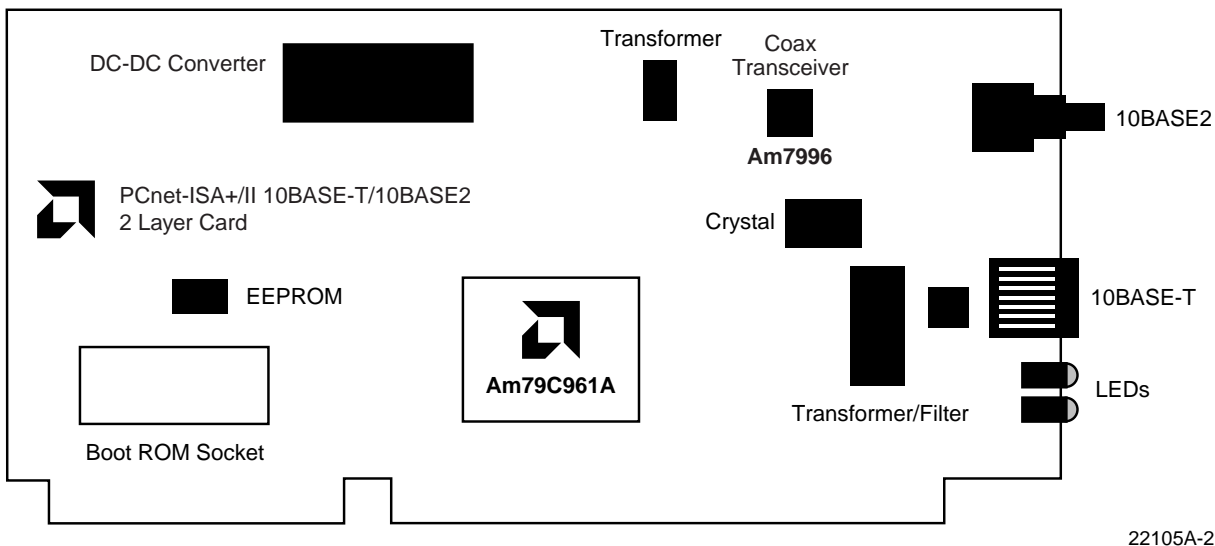 DC-DC Converter
Transformer
Coax
Transceiver
Am7996
10BASE2
PCnet-ISA+/II 10BASE-T/10BASE2
2 Layer Card
Crystal
EEPROM
10BASE-T
Am79C961A
LEDs
Transformer/Filter
Boot ROM Socket
22105A-2